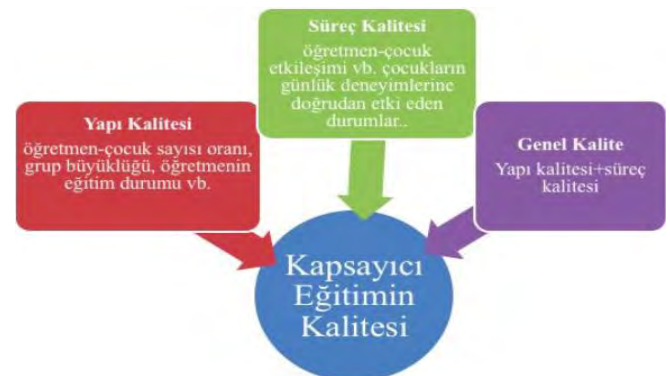 Süreç Kalitesi
öğretmen-çocuk
etkileşimi vb. çocukların
günlük deneyimlerine
doğrudan etki eden
durumlar..
Yapı Kalitesi
öğretmen-çocuk sayısı oranı,
grup büyüklüğü, öğretmenin
eğitim durumu vb.
Genel Kalite
Yapı kalitesi+süreç
kalitesi
Kapsayıcı
Eğitimin
Kalitesi